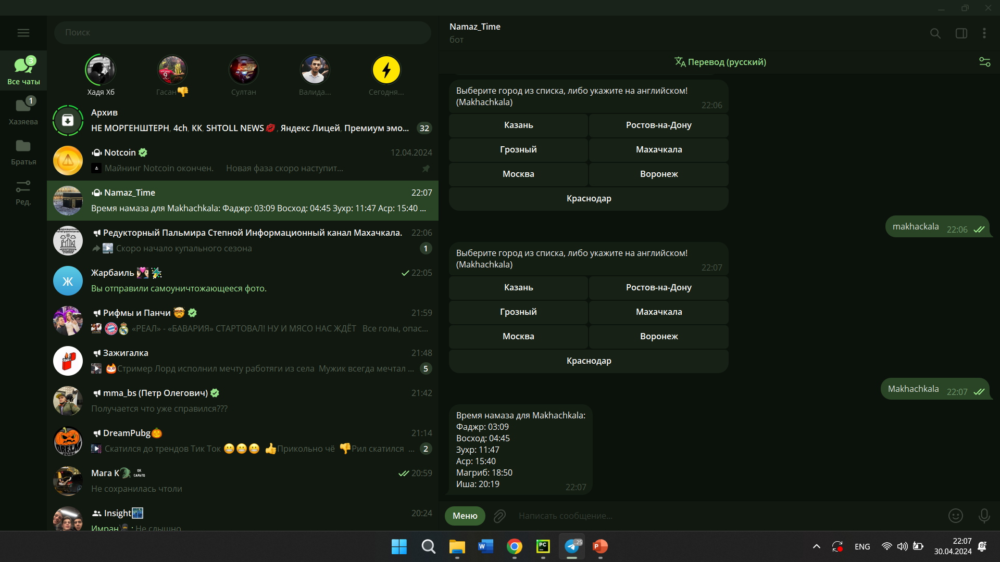 Поиск
3
Все чаты
1
Хазяева
Братья
Ред.
Хадя Хб
Гасан👎
Султан
Валида...
Сегодня...
Архив
НЕ МОРГЕНШТЕРН, 4ch, КК, SHTOLL NEWS 💋, Яндекс Лицей, Премиум эмо...
32
Notcoin
12.04.2024
Майнинг Notcoin окончен. Новая фаза скоро наступит...
Namaz_Time
22:07
Время намаза для Makhachkala: Фаджр: 03:09 Восход: 04:45 Зухр: 11:47 Аср: 15:40 ...
Редукторный Пальмира Степной Информационный канал Махачкала.
22:06
Скоро начало купального сезона
1
Ж
Жарбаиль
22:05
Вы отправили самоуничтожающееся фото.
Рифмы и Панчи 🤯
21:59
«РЕАЛ» - «БАВАРИЯ» СТАРТОВАЛ! НУ И МЯСО НАС ЖДЁТ Все голы, опас...
Зажигалка
21:48
Стример Лорд исполнил мечту работяги из села Мужик всегда мечтал ...
5
mma_bs (Петр Олегович)
21:42
Получается что уже справился???
DreamPubg🎃
21:14
Скатился до трендов Тик Ток 😬😬😬 👍Прикольно чё 👎Рил скатился ...
2
Мага К
ОК
САЛЬТО
20:59
Не сохранилась чтоли
Insight
20:24
Имран : Не слышно
Namaz_Time
бот
Перевод (русский)
Выберите город из списка, либо укажите на английском!
(Makhachkala)
22:06
Казань
Ростов-на-Дону
Грозный
Махачкала
Москва
Воронеж
Краснодар
makhackala
22:06
Выберите город из списка, либо укажите на английском!
(Makhachkala)
22:07
Казань
Ростов-на-Дону
Грозный
Махачкала
Москва
Воронеж
Краснодар
Makhachkala
22:07
Время намаза для Makhachkala:
Фаджр: 03:09
Восход: 04:45
Зухр: 11:47
Аср: 15:40
Магриб: 18:50
Иша: 20:19
22:07
Меню
Написать сообщение...
W
PC
..25
P
ENG
22:07
30.04.2024